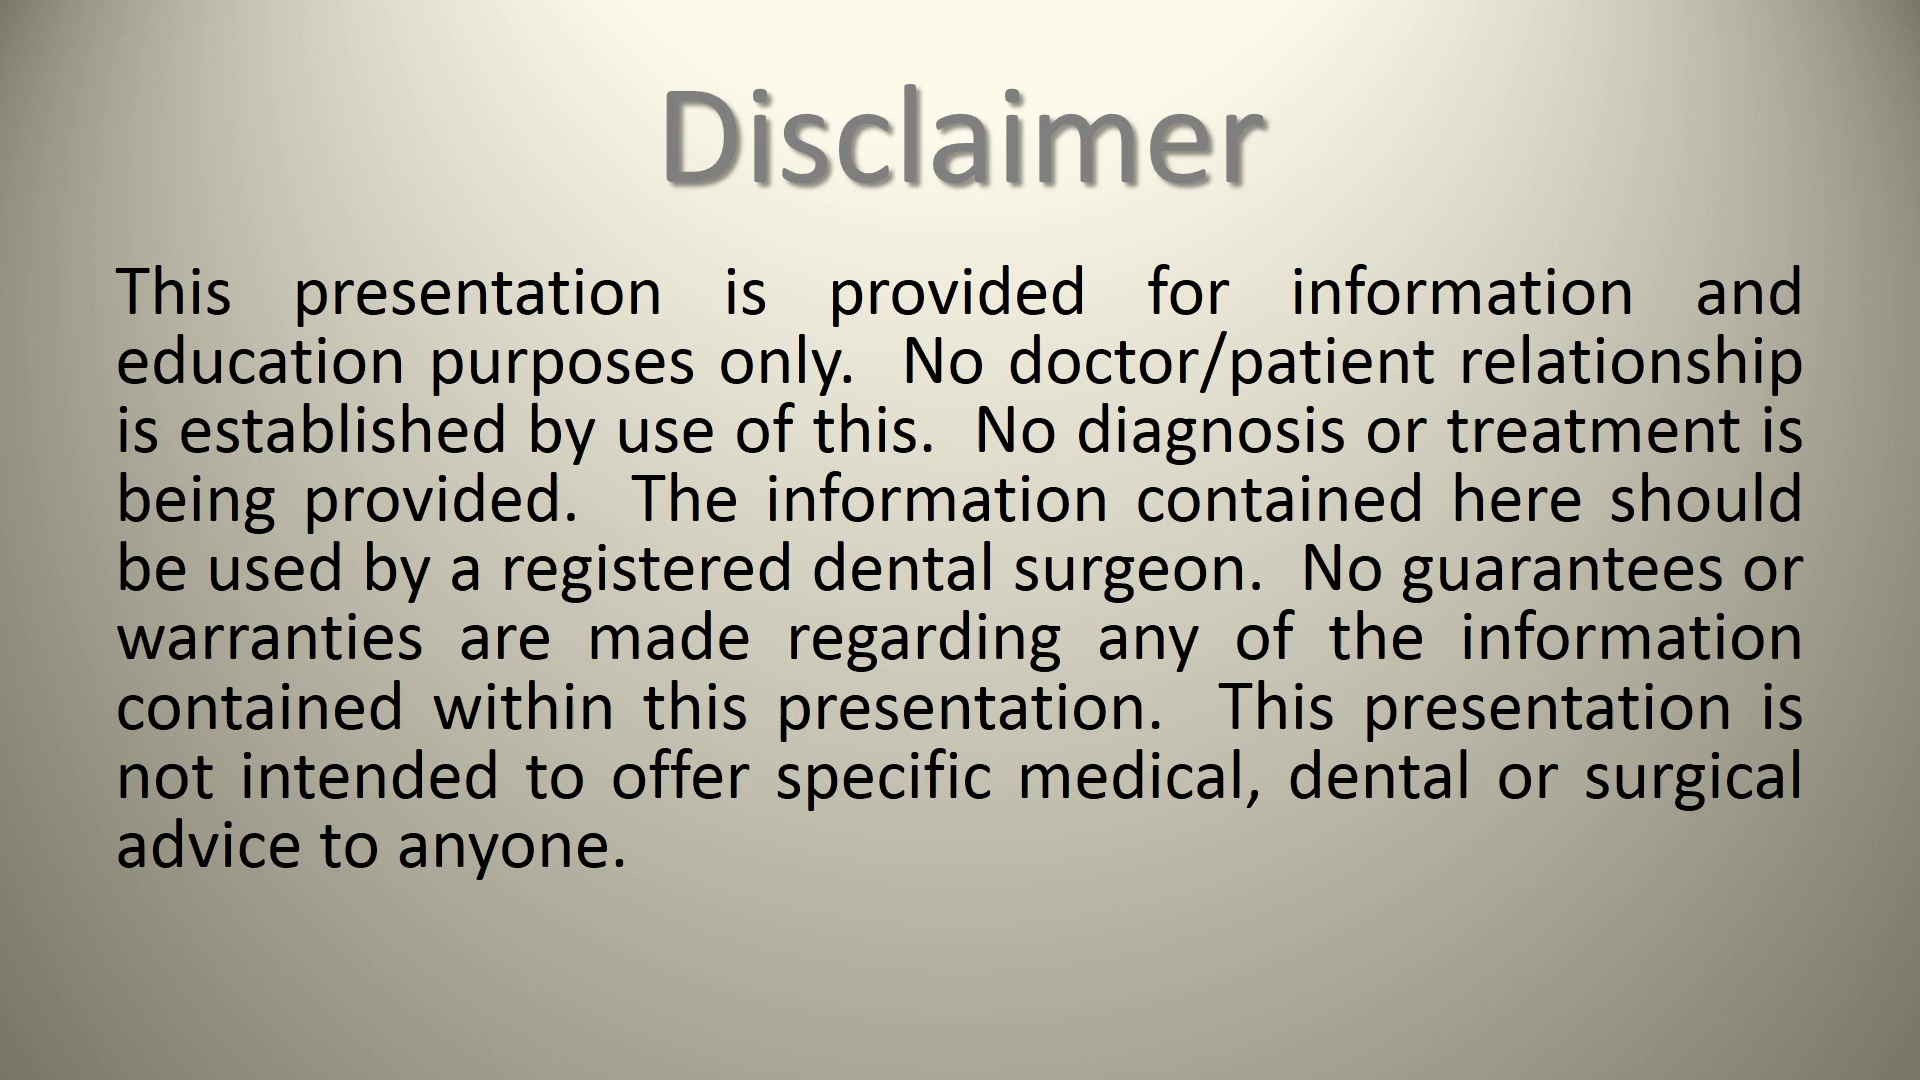 Disclaimer
This presentation is provided for information and
education purposes only.  No doctor/patient relationship
is established by use of this.  No diagnosis or treatment is
being provided.  The information contained here should
be used by a registered dental surgeon.  No guarantees or
warranties are made regarding any of the information
contained within this presentation.  This presentation is
not intended to offer specific medical, dental or surgical
advice to anyone.